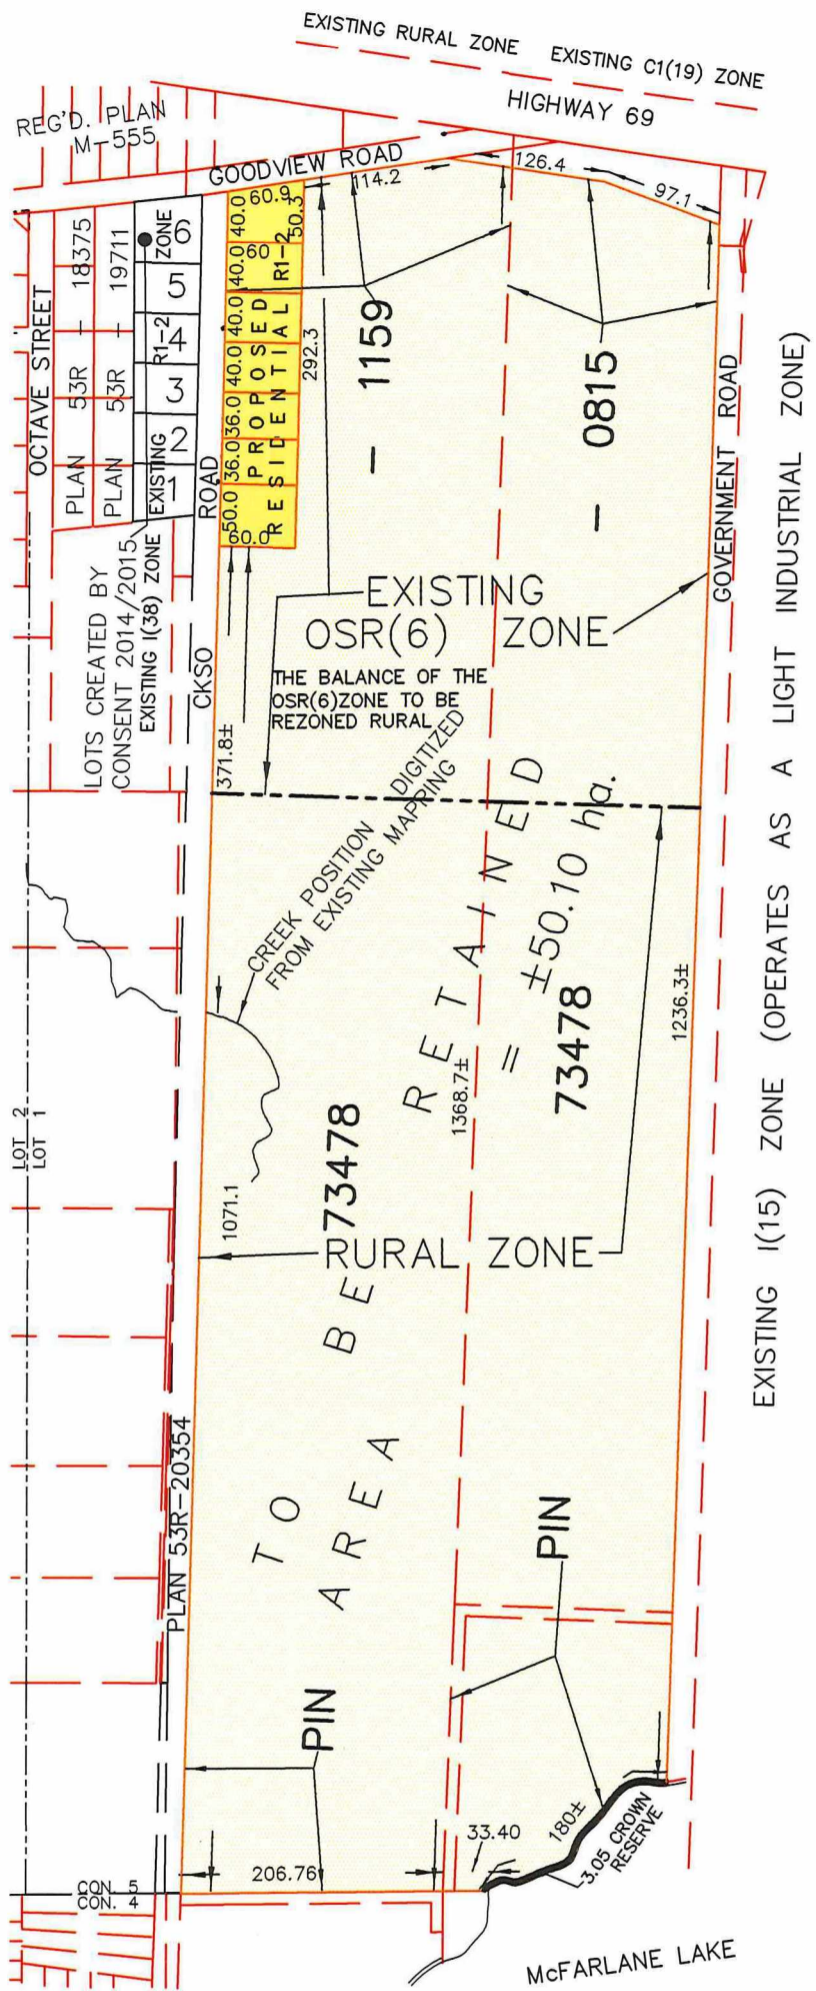 EXISTING RURAL ZONE EXISTING C1(19) ZONE
HIGHWAY 69
REG'D. PLAN
M-555
GOODVIEW ROAD
114.2
126.4
97.1
OCTAVE STREET
PLAN 53R - 18375
PLAN 53R - 19711
EXISTING R1-2 ZONE
1 2 3 4 5 6
50.0 36.0 36.0 40.0 40.0 40.0 40.0 60.9
60
50.3
60.0
PROPOSED
RESIDENTIAL R1-2
292.3
- 1159
- 0815
LOTS CREATED BY
CONSENT 2014/2015
EXISTING I(38) ZONE
CKSO ROAD
GOVERNMENT ROAD
EXISTING
OSR(6) ZONE
THE BALANCE OF THE
OSR(6)ZONE TO BE
REZONED RURAL
371.8±
CREEK POSITION DIGITIZED
FROM EXISTING MAPPING
TO BE RETAINED
AREA = ±50.10 ha.
73478
73478
1368.7±
1236.3±
1071.1
LOT 2
LOT 1
RURAL ZONE
EXISTING I(15) ZONE (OPERATES AS A LIGHT INDUSTRIAL ZONE)
PLAN 53R-20354
PIN
PIN
206.76
33.40
180±
3.05 CROWN
RESERVE
CON. 5
CON. 4
McFARLANE LAKE